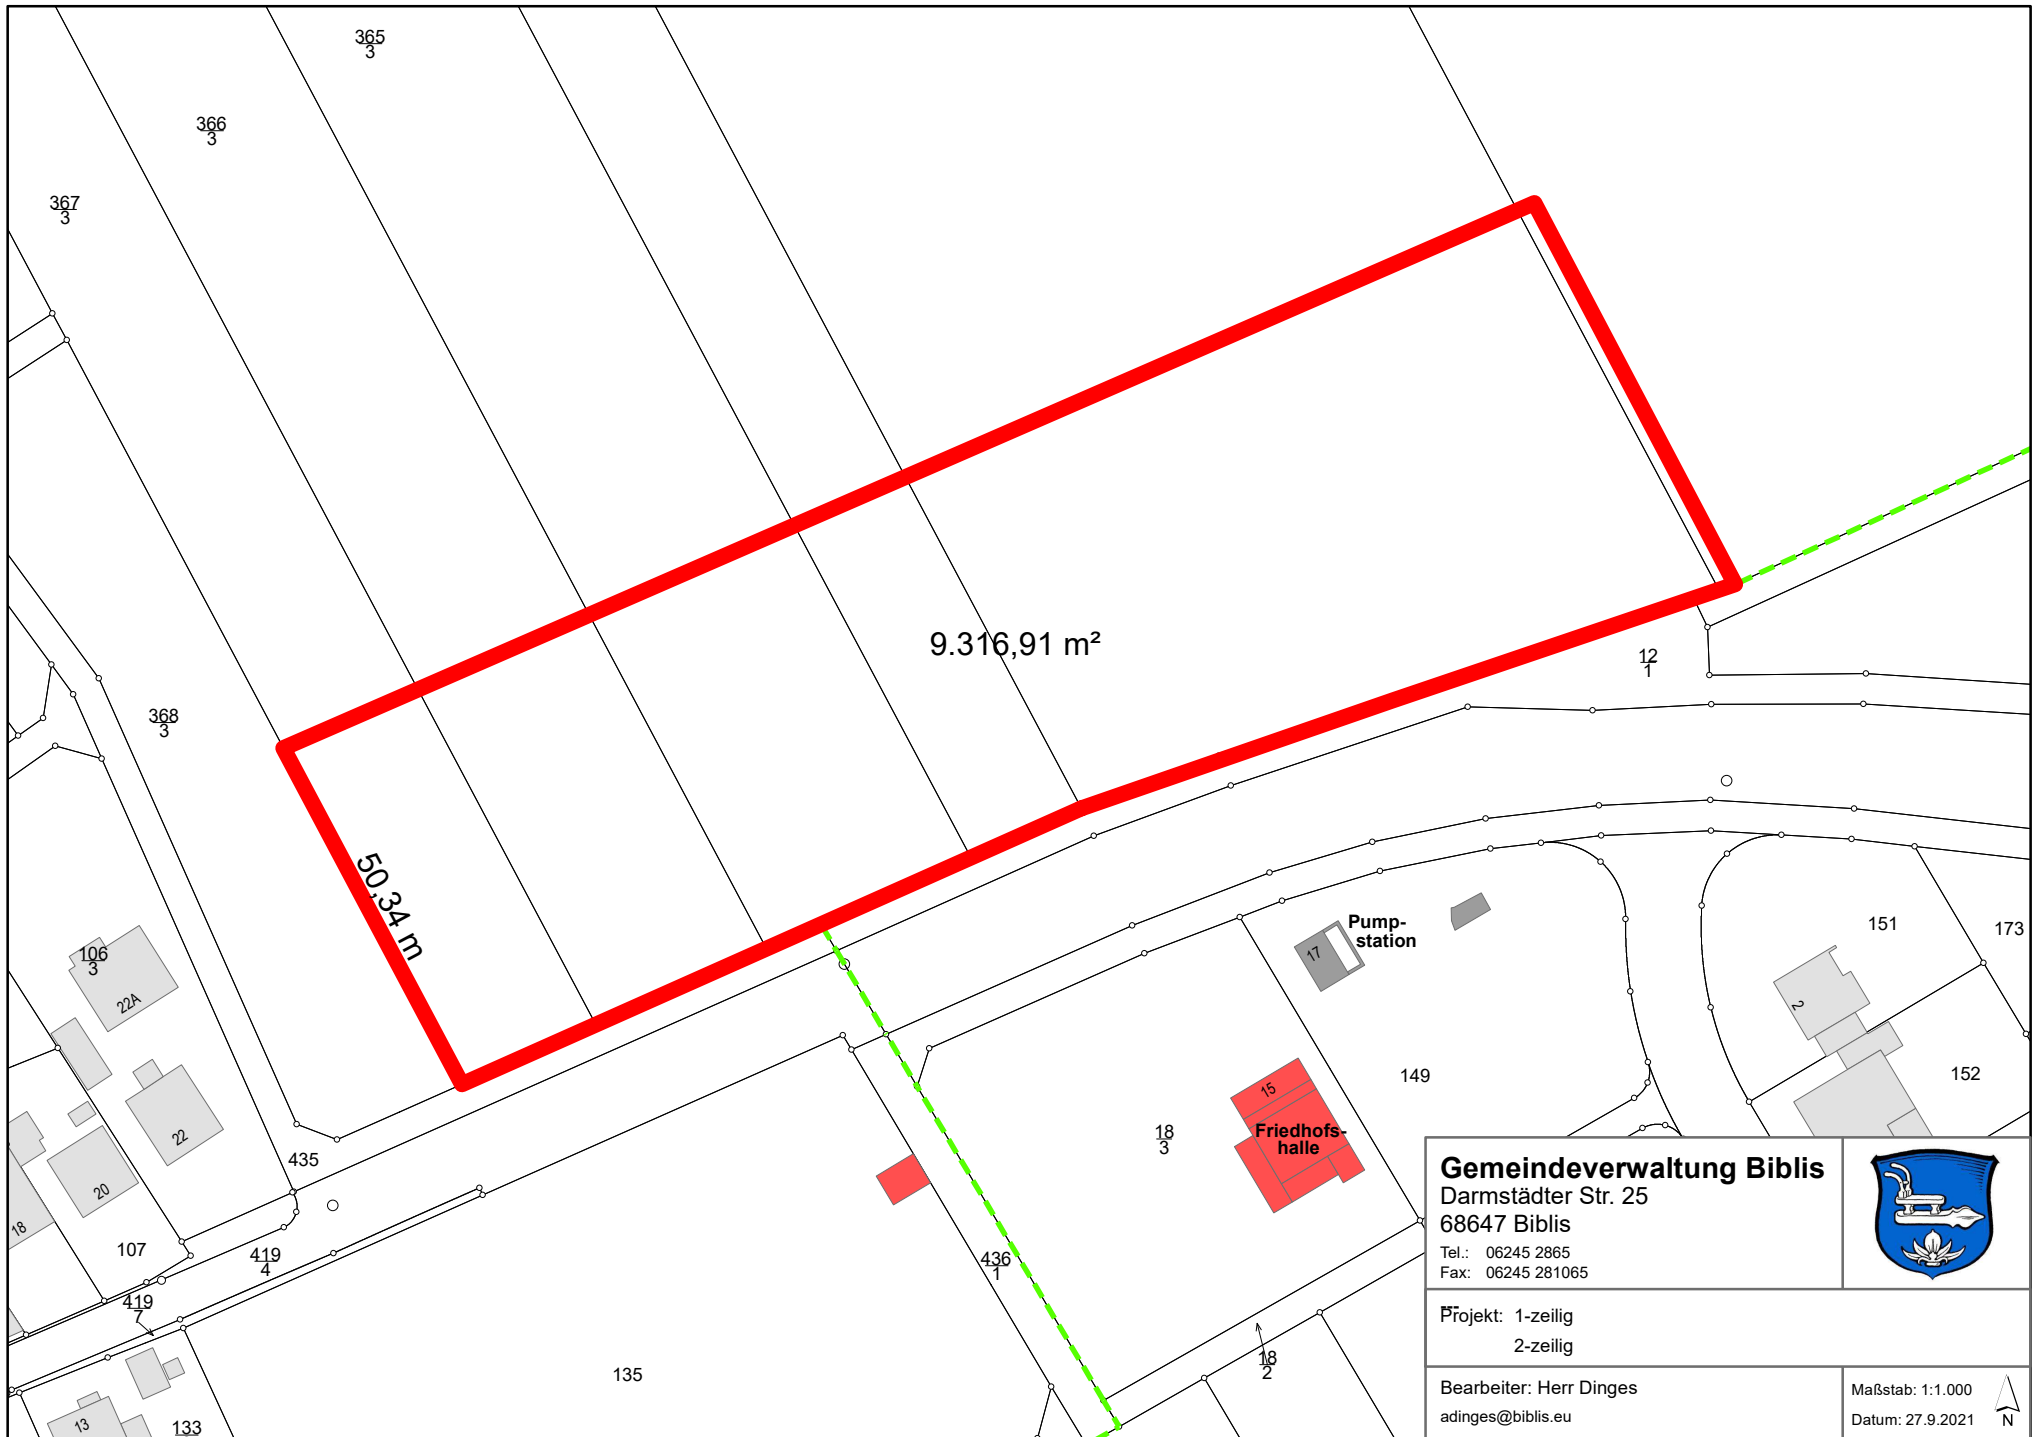 365
3
366
3
367
3
9.316,91 m²
12
1
368
3
50,34 m
106
3
22A
22
20
18
107
435
419
4
419
7
13
133
135
436
1
18
3
18
2
15
Friedhofs-
halle
17
Pump-
station
149
151
173
2
152
Gemeindeverwaltung Biblis
Darmstädter Str. 25
68647 Biblis
Tel.: 06245 2865
Fax: 06245 281065
---
Projekt: 1-zeilig
2-zeilig
Bearbeiter: Herr Dinges
adinges@biblis.eu
Maßstab: 1:1.000
Datum: 27.9.2021
N